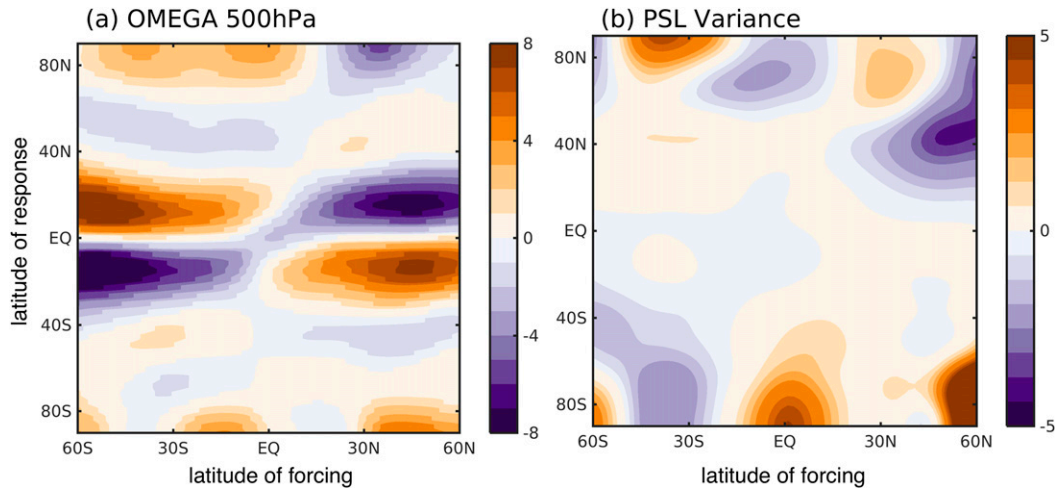 (a) OMEGA 500hPa
(b) PSL Variance
latitude of response
80N
40N
EQ
40S
80S
60S 30S EQ 30N 60N
latitude of forcing
8
4
0
-4
-8
80N
40N
EQ
40S
80S
60S 30S EQ 30N 60N
latitude of forcing
5
0
-5